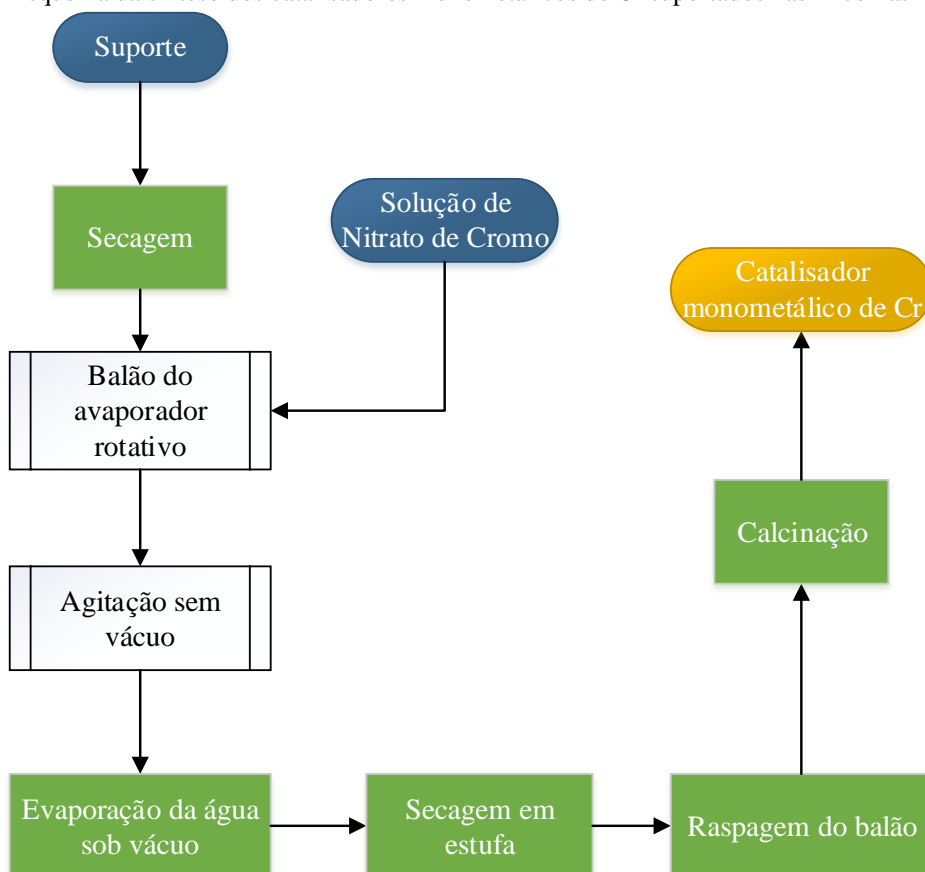 Suporte
Secagem
Solução de
Nitrato de Cromo
Catalisador
monometálico de Cr
Balão do
avaporador
rotativo
Calcinação
Agitação sem
vácuo
Evaporação da água
sob vácuo
Secagem em
estufa
Raspagem do balão